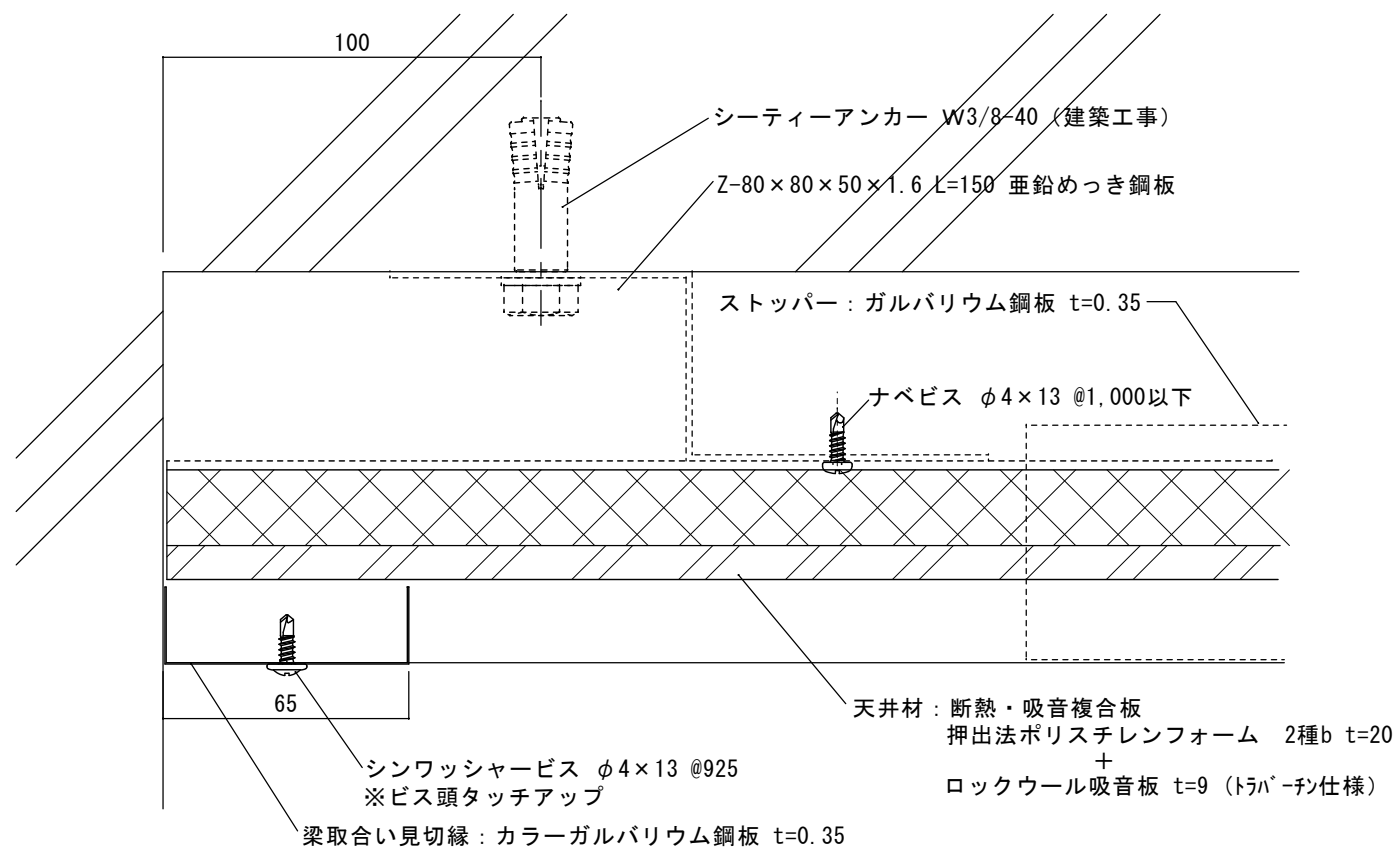 100
シーティーアンカー W3/8-40（建築工事）
Z-80×80×50×1.6 L=150 亜鉛めっき鋼板
ストッパー：ガルバリウム鋼板 t=0.35
ナベビス φ4×13 @1,000以下
65
天井材：断熱・吸音複合板
押出法ポリスチレンフォーム 2種b t=20
+
ロックウール吸音板 t=9 (ﾄﾗﾊﾞｰﾁﾝ仕様)
シンワッシャービス φ4×13 @925
※ビス頭タッチアップ
梁取合い見切縁：カラーガルバリウム鋼板 t=0.35